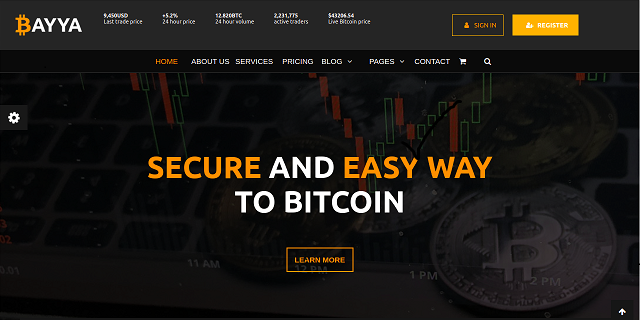 BAYYA
9,450USD
Last trade price
+5.2%
24 hour price
12.820BTC
24 hour volume
2,231,775
active traders
$43206.54
Live Bitcoin price
SIGN IN
REGISTER
HOME ABOUT US SERVICES PRICING BLOG PAGES CONTACT
SECURE AND EASY WAY
TO BITCOIN
LEARN MORE
11 AM
12 PM
1 PM
2 PM